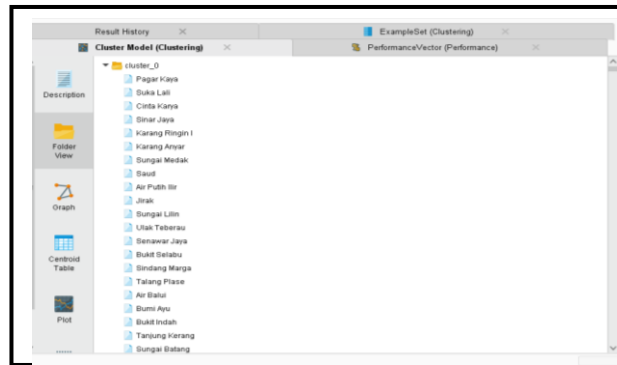 Result History
ExampleSet (Clustering)
Cluster Model (Clustering)
PerformanceVector (Performance)
Description
Folder View
Graph
Centroid Table
Plot
cluster_0
Pagar Kaya
Suka Lali
Cinta Karya
Sinar Jaya
Karang Ringin I
Karang Anyar
Sungai Medak
Saud
Air Putih Ilir
Jirak
Sungai Lilin
Ulak Teberau
Senawar Jaya
Bukit Selabu
Sindang Marga
Talang Piase
Air Balui
Bumi Ayu
Bukit Indah
Tanjung Kerang
Sungai Batang